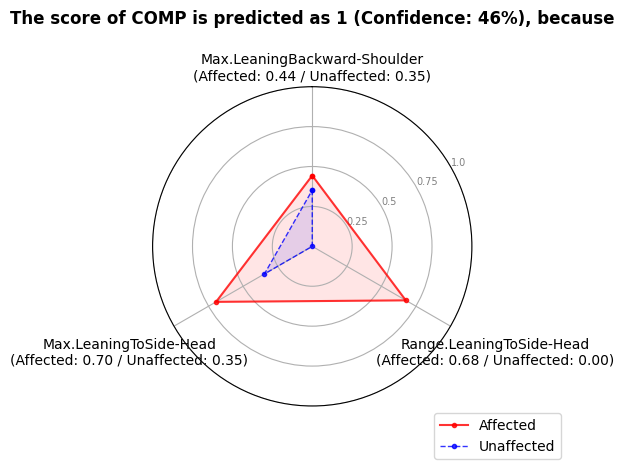 The score of COMP is predicted as 1 (Confidence: 46%), because
Max.LeaningBackward-Shoulder
(Affected: 0.44 / Unaffected: 0.35)
1.0
0.75
0.5
0.25
Max.LeaningToSide-Head
(Affected: 0.70 / Unaffected: 0.35)
Range.LeaningToSide-Head
(Affected: 0.68 / Unaffected: 0.00)
Affected
Unaffected